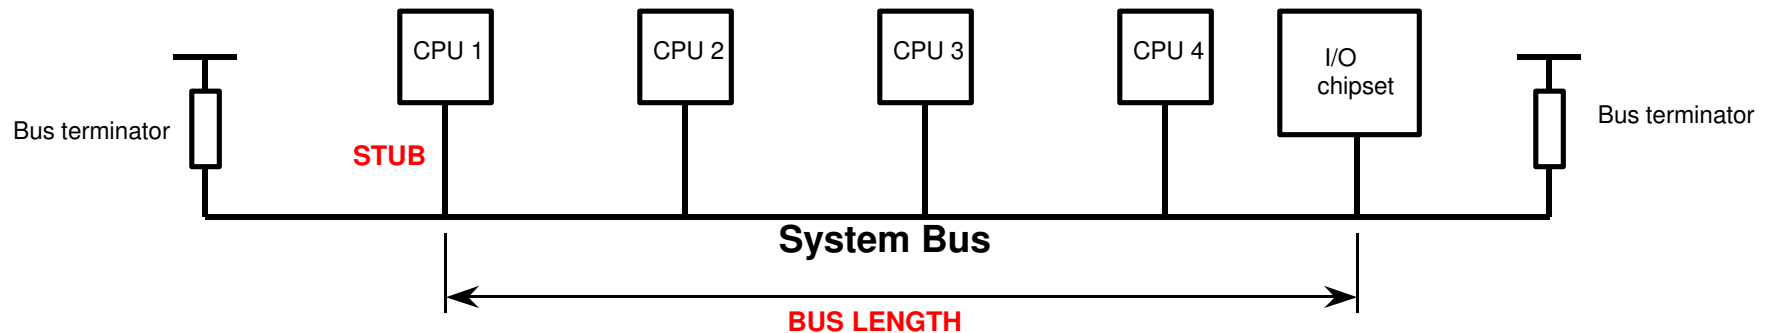 CPU 1
CPU 2
CPU 3
CPU 4
I/O
chipset
Bus terminator
Bus terminator
STUB
System Bus
BUS LENGTH